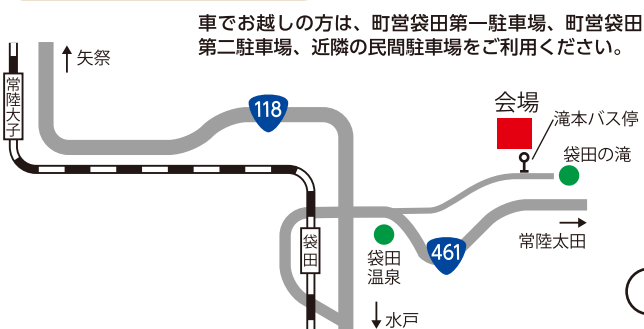 車でお越しの方は、町営袋田第一駐車場、町営袋田
第二駐車場、近隣の民間駐車場をご利用ください。
矢祭
常陸大子
118
会場
滝本バス停
袋田の滝
袋田
461
常陸太田
袋田
温泉
水戸